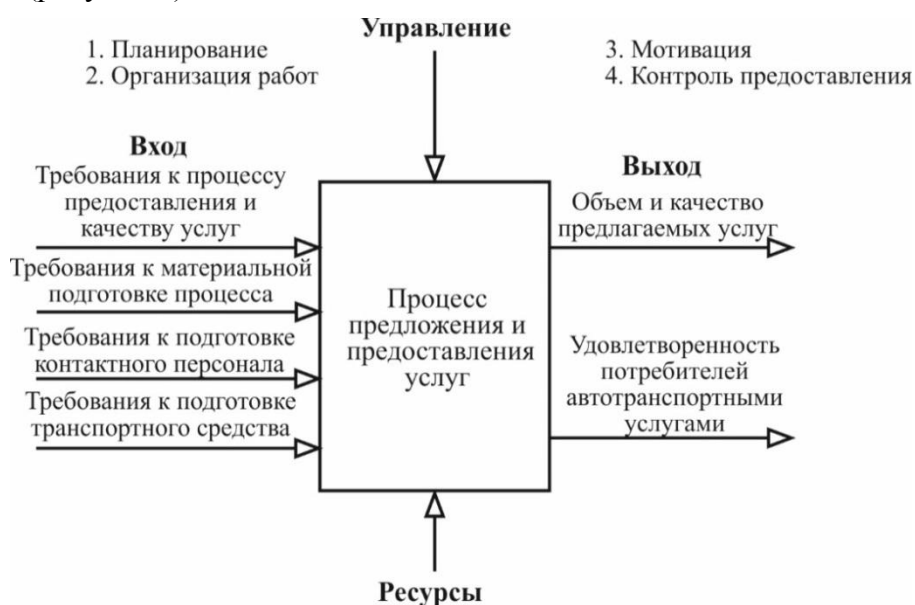 Управление
1. Планирование
2. Организация работ
3. Мотивация
4. Контроль предоставления
Вход
Требования к процессу
предоставления и
качеству услуг
Требования к материальной
подготовке процесса
Требования к подготовке
контактного персонала
Требования к подготовке
транспортного средства
Процесс
предложения и
предоставления
услуг
Выход
Объем и качество
предлагаемых услуг
Удовлетворенность
потребителей
автотранспортными
услугами
Ресурсы